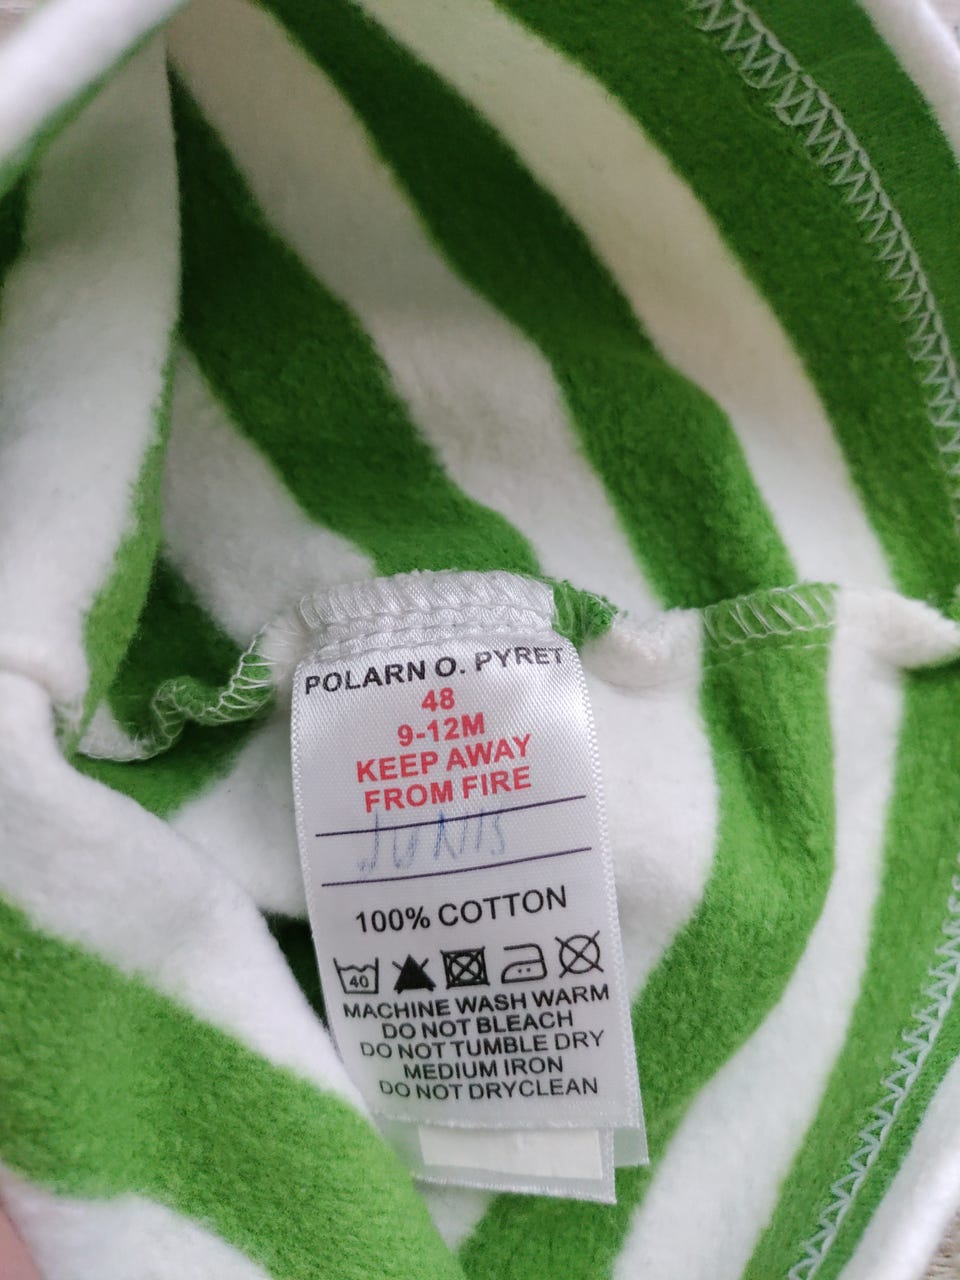 POLARN O. PYRET
48
9-12M
KEEP AWAY
FROM FIRE
JUNIS
100% COTTON
40
MACHINE WASH WARM
DO NOT BLEACH
DO NOT TUMBLE DRY
MEDIUM IRON
DO NOT DRYCLEAN